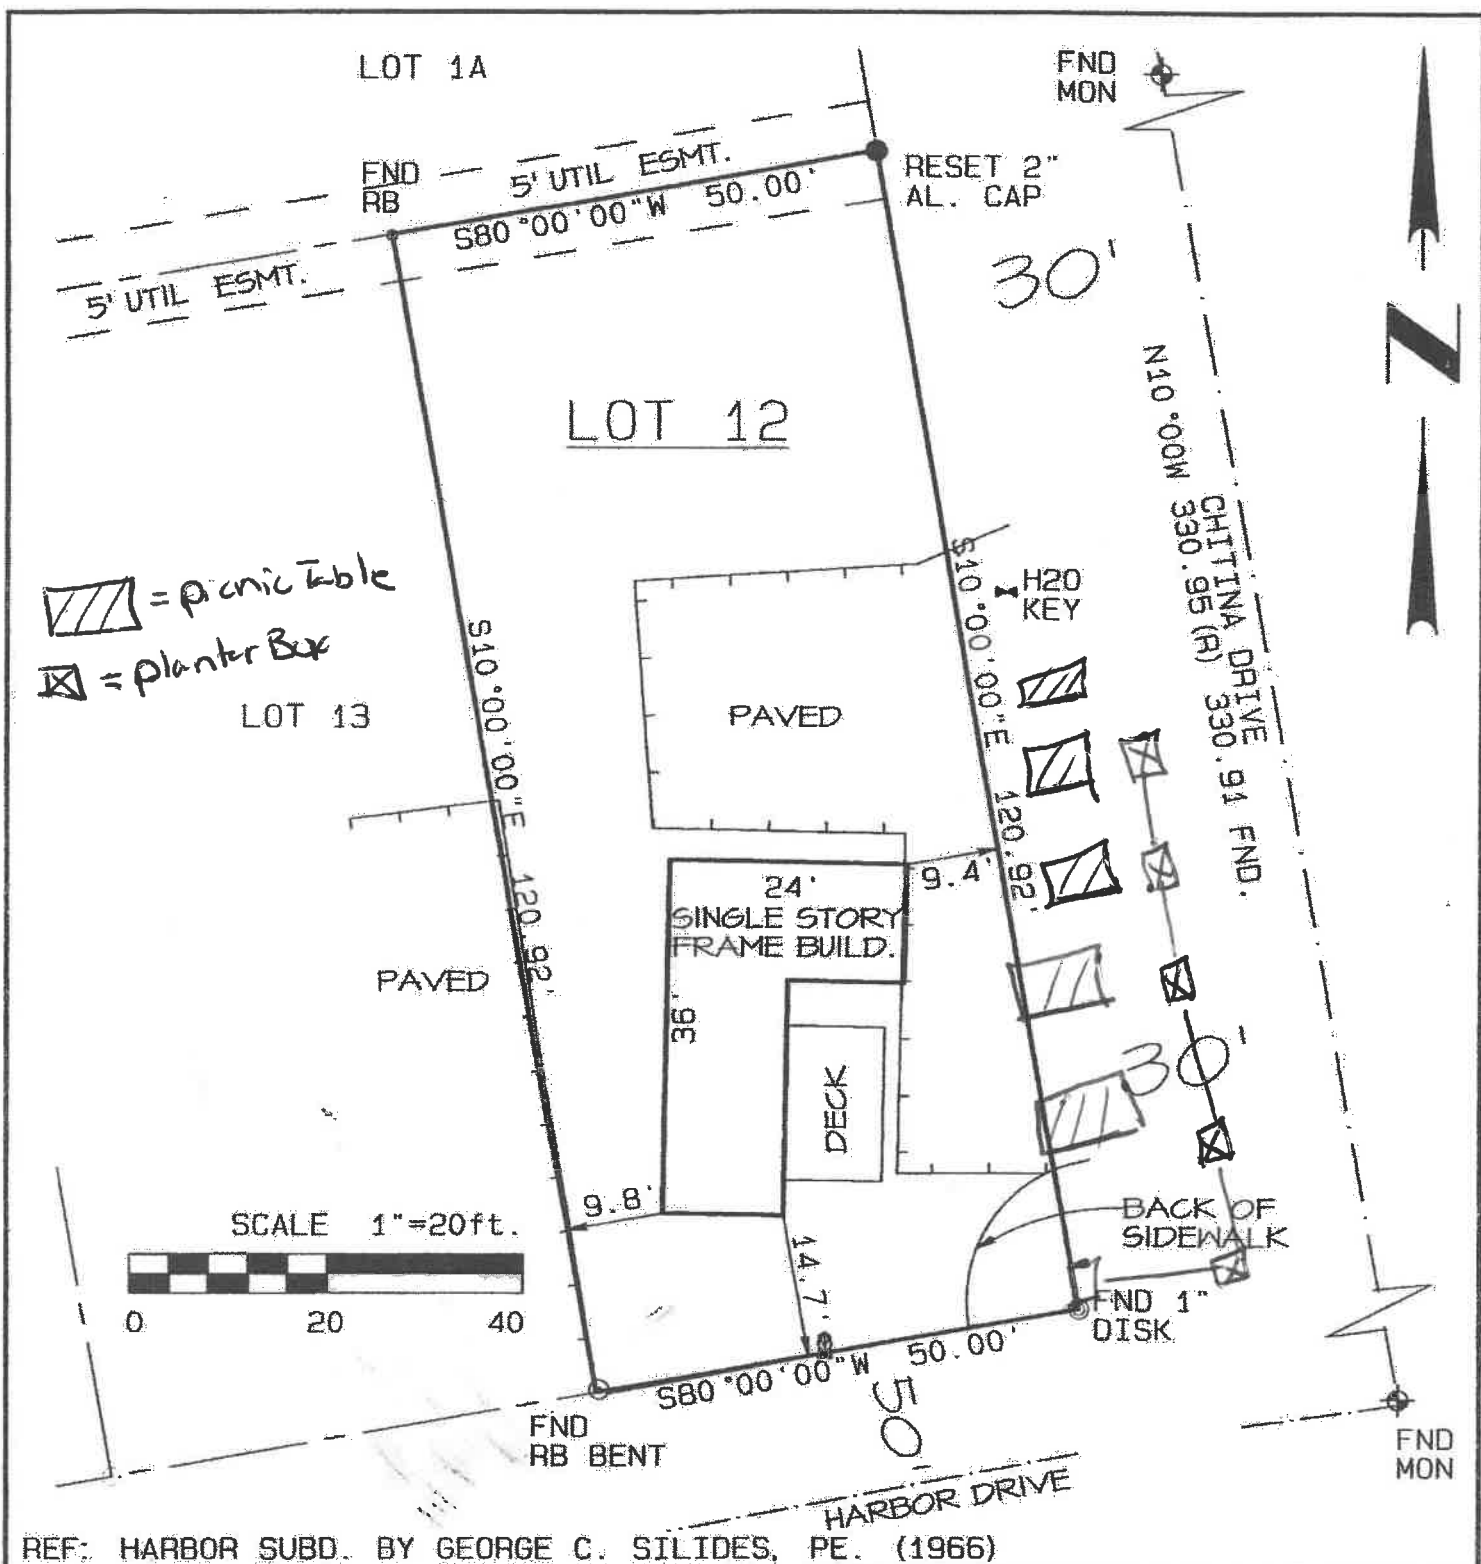 LOT 1A
FND
MON
FND
RB
5' UTIL ESMT.
S80°00'00"W 50.00'
RESET 2"
AL. CAP
5' UTIL ESMT.
30'
N
LOT 12
N10°00W 330.95(R) 330.91 FND.
CHITINA DRIVE
= picnic Table
= planter Box
LOT 13
S10°00'00"E 120.92'
S10°00'00"E 120.92'
H20
KEY
PAVED
24'
SINGLE STORY
FRAME BUILD.
9.4'
PAVED
36'
DECK
30'
9.8'
14.7'
BACK OF
SIDEWALK
SCALE 1"=20ft.
0 20 40
FND 1"
DISK
S80°00'00"W 50.00'
50'
FND
RB BENT
FND
MON
HARBOR DRIVE
REF: HARBOR SUBD. BY GEORGE C. SILIDES, PE. (1966)